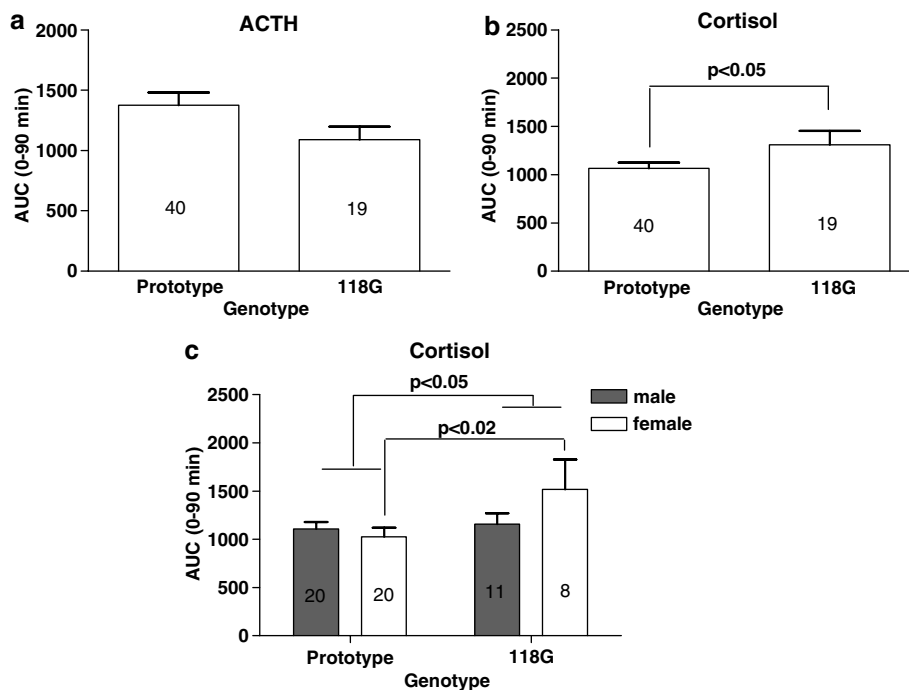 a
ACTH
2000
1500
1000
500
0
AUC (0-90 min)
40
19
Prototype
118G
Genotype
b
Cortisol
2500
2000
1500
1000
500
0
AUC (0-90 min)
p<0.05
40
19
Prototype
118G
Genotype
c
Cortisol
2500
2000
1500
1000
500
0
AUC (0-90 min)
p<0.05
p<0.02
male
female
20
20
11
8
Prototype
118G
Genotype